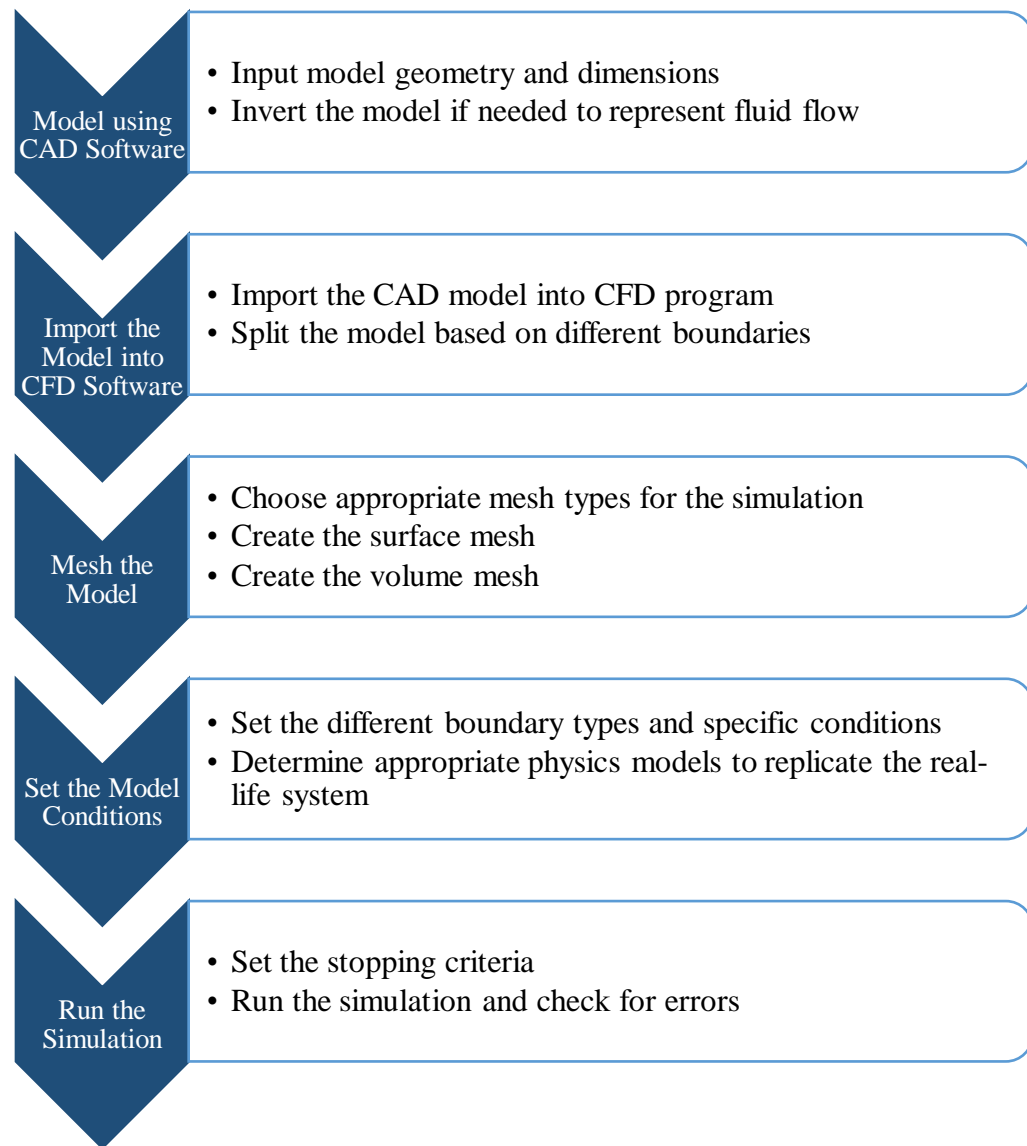 Model using
CAD Software
• Input model geometry and dimensions
• Invert the model if needed to represent fluid flow
Import the
Model into
CFD Software
• Import the CAD model into CFD program
• Split the model based on different boundaries
Mesh the
Model
• Choose appropriate mesh types for the simulation
• Create the surface mesh
• Create the volume mesh
Set the Model
Conditions
• Set the different boundary types and specific conditions
• Determine appropriate physics models to replicate the real-
life system
Run the
Simulation
• Set the stopping criteria
• Run the simulation and check for errors